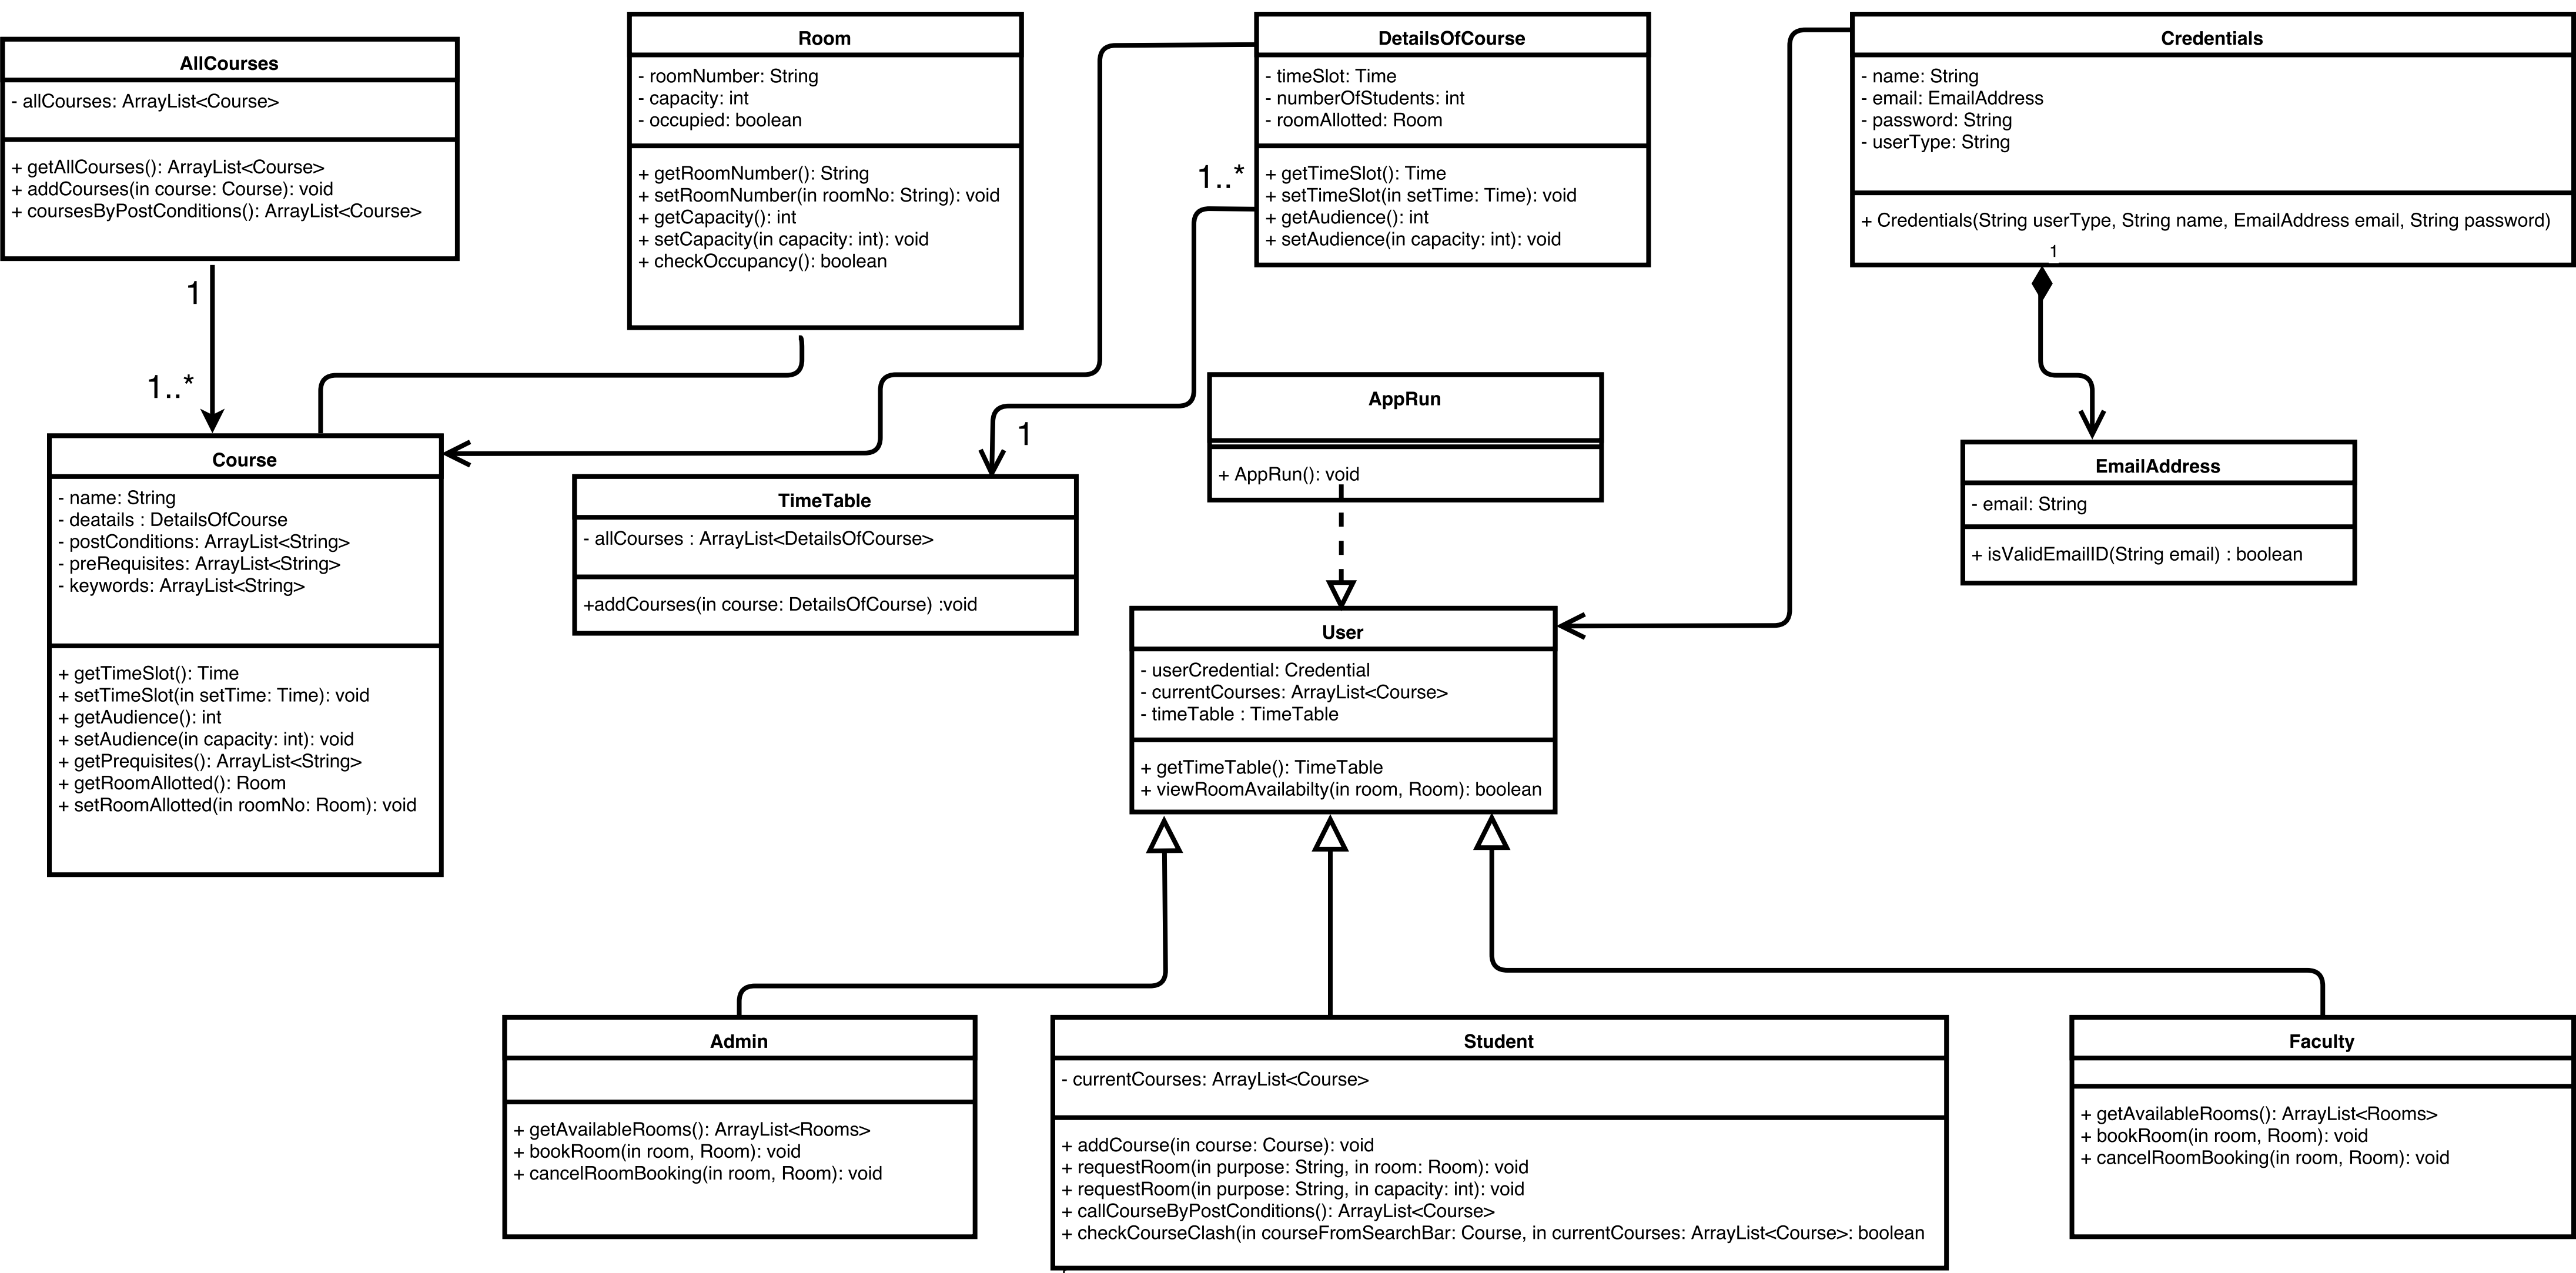 AllCourses
- allCourses: ArrayList<Course>
+ getAllCourses(): ArrayList<Course>
+ addCourses(in course: Course): void
+ coursesByPostConditions(): ArrayList<Course>
1
1..*
Room
- roomNumber: String
- capacity: int
- occupied: boolean
+ getRoomNumber(): String
+ setRoomNumber(in roomNo: String): void
+ getCapacity(): int
+ setCapacity(in capacity: int): void
+ checkOccupancy(): boolean
DetailsOfCourse
- timeSlot: Time
- numberOfStudents: int
- roomAllotted: Room
+ getTimeSlot(): Time
+ setTimeSlot(in setTime: Time): void
+ getAudience(): int
+ setAudience(in capacity: int): void
1..*
1
Credentials
- name: String
- email: EmailAddress
- password: String
- userType: String
+ Credentials(String userType, String name, EmailAddress email, String password)
1
Course
- name: String
- deatails : DetailsOfCourse
- postConditions: ArrayList<String>
- preRequisites: ArrayList<String>
- keywords: ArrayList<String>
+ getTimeSlot(): Time
+ setTimeSlot(in setTime: Time): void
+ getAudience(): int
+ setAudience(in capacity: int): void
+ getPrequisites(): ArrayList<String>
+ getRoomAllotted(): Room
+ setRoomAllotted(in roomNo: Room): void
TimeTable
- allCourses : ArrayList<DetailsOfCourse>
+addCourses(in course: DetailsOfCourse) :void
AppRun
+ AppRun(): void
EmailAddress
- email: String
+ isValidEmailID(String email) : boolean
User
- userCredential: Credential
- currentCourses: ArrayList<Course>
- timeTable : TimeTable
+ getTimeTable(): TimeTable
+ viewRoomAvailabilty(in room, Room): boolean
Admin
+ getAvailableRooms(): ArrayList<Rooms>
+ bookRoom(in room, Room): void
+ cancelRoomBooking(in room, Room): void
Student
- currentCourses: ArrayList<Course>
+ addCourse(in course: Course): void
+ requestRoom(in purpose: String, in room: Room): void
+ requestRoom(in purpose: String, in capacity: int): void
+ callCourseByPostConditions(): ArrayList<Course>
+ checkCourseClash(in courseFromSearchBar: Course, in currentCourses: ArrayList<Course>: boolean
Faculty
+ getAvailableRooms(): ArrayList<Rooms>
+ bookRoom(in room, Room): void
+ cancelRoomBooking(in room, Room): void